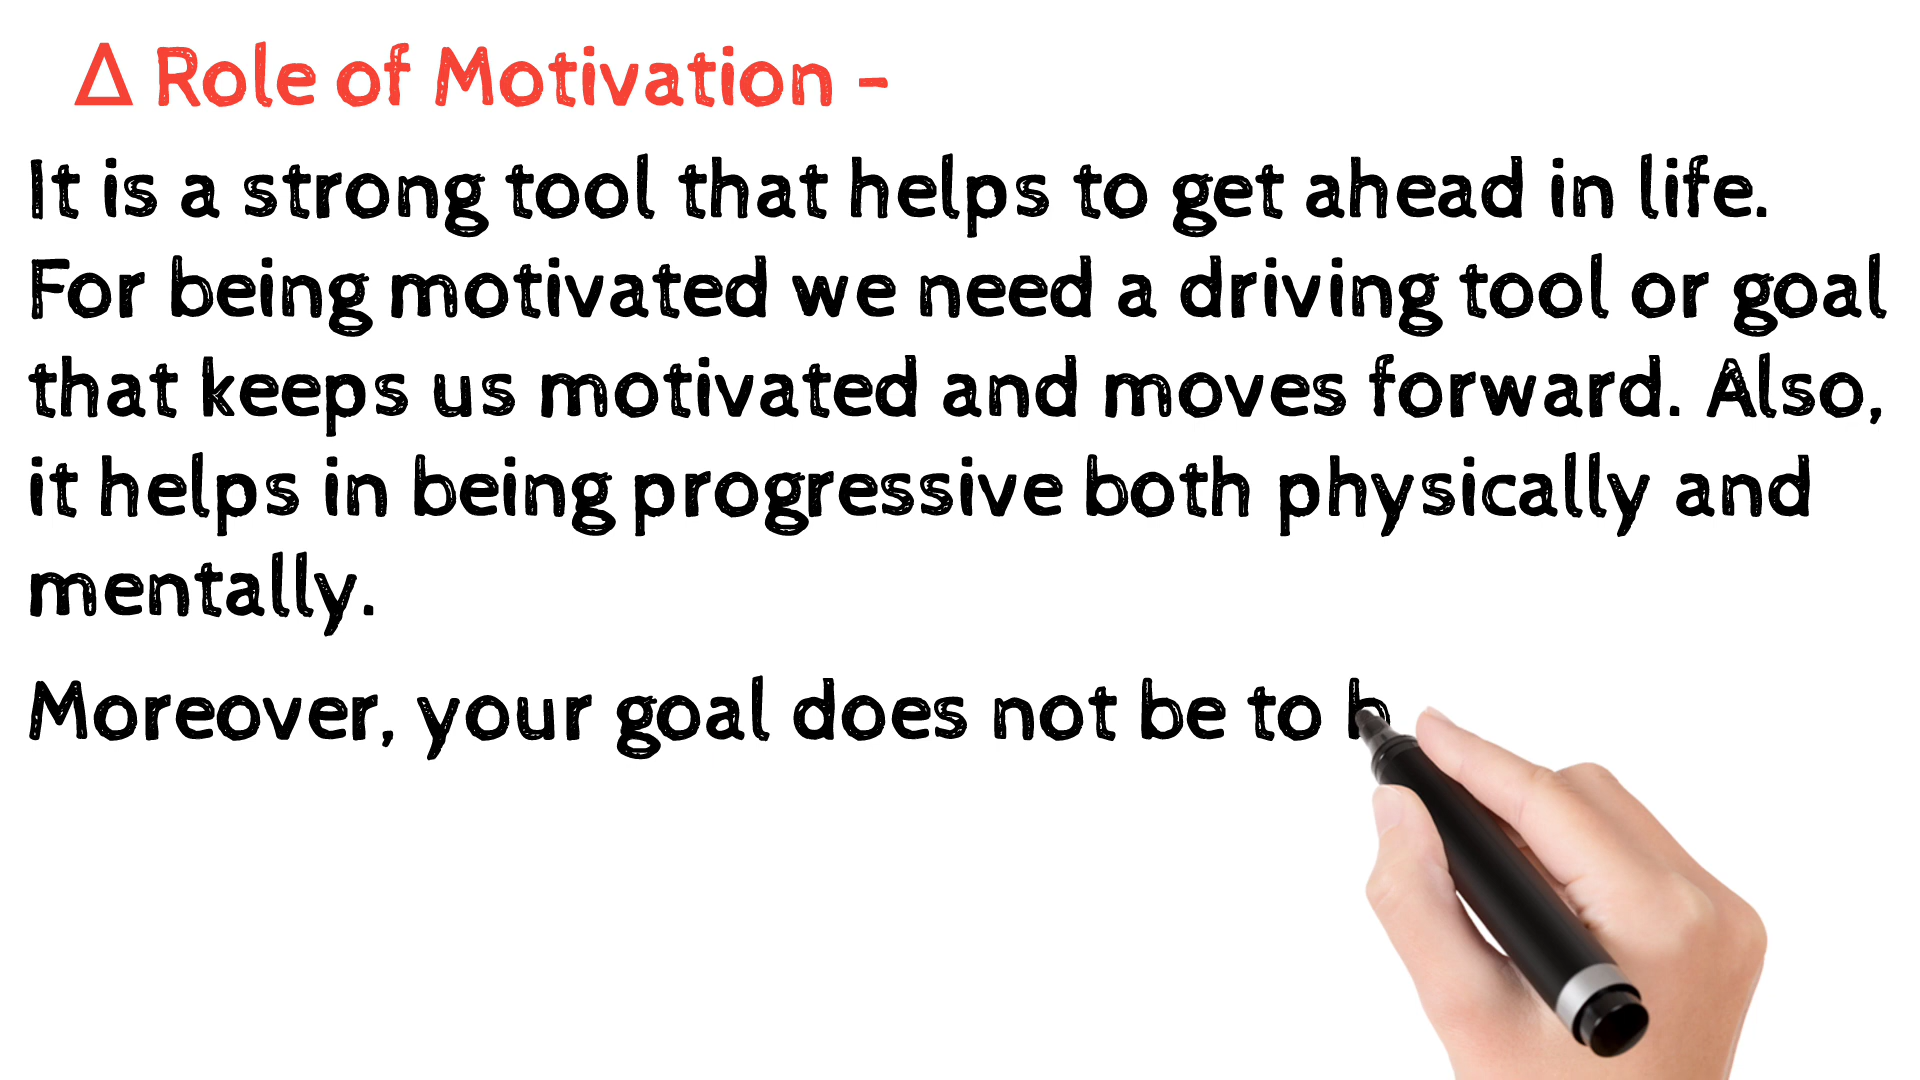 Δ Role of Motivation -
It is a strong tool that helps to get ahead in life.
For being motivated we need a driving tool or goal
that keeps us motivated and moves forward. Also,
it helps in being progressive both physically and
mentally.
Moreover, your goal does not be to